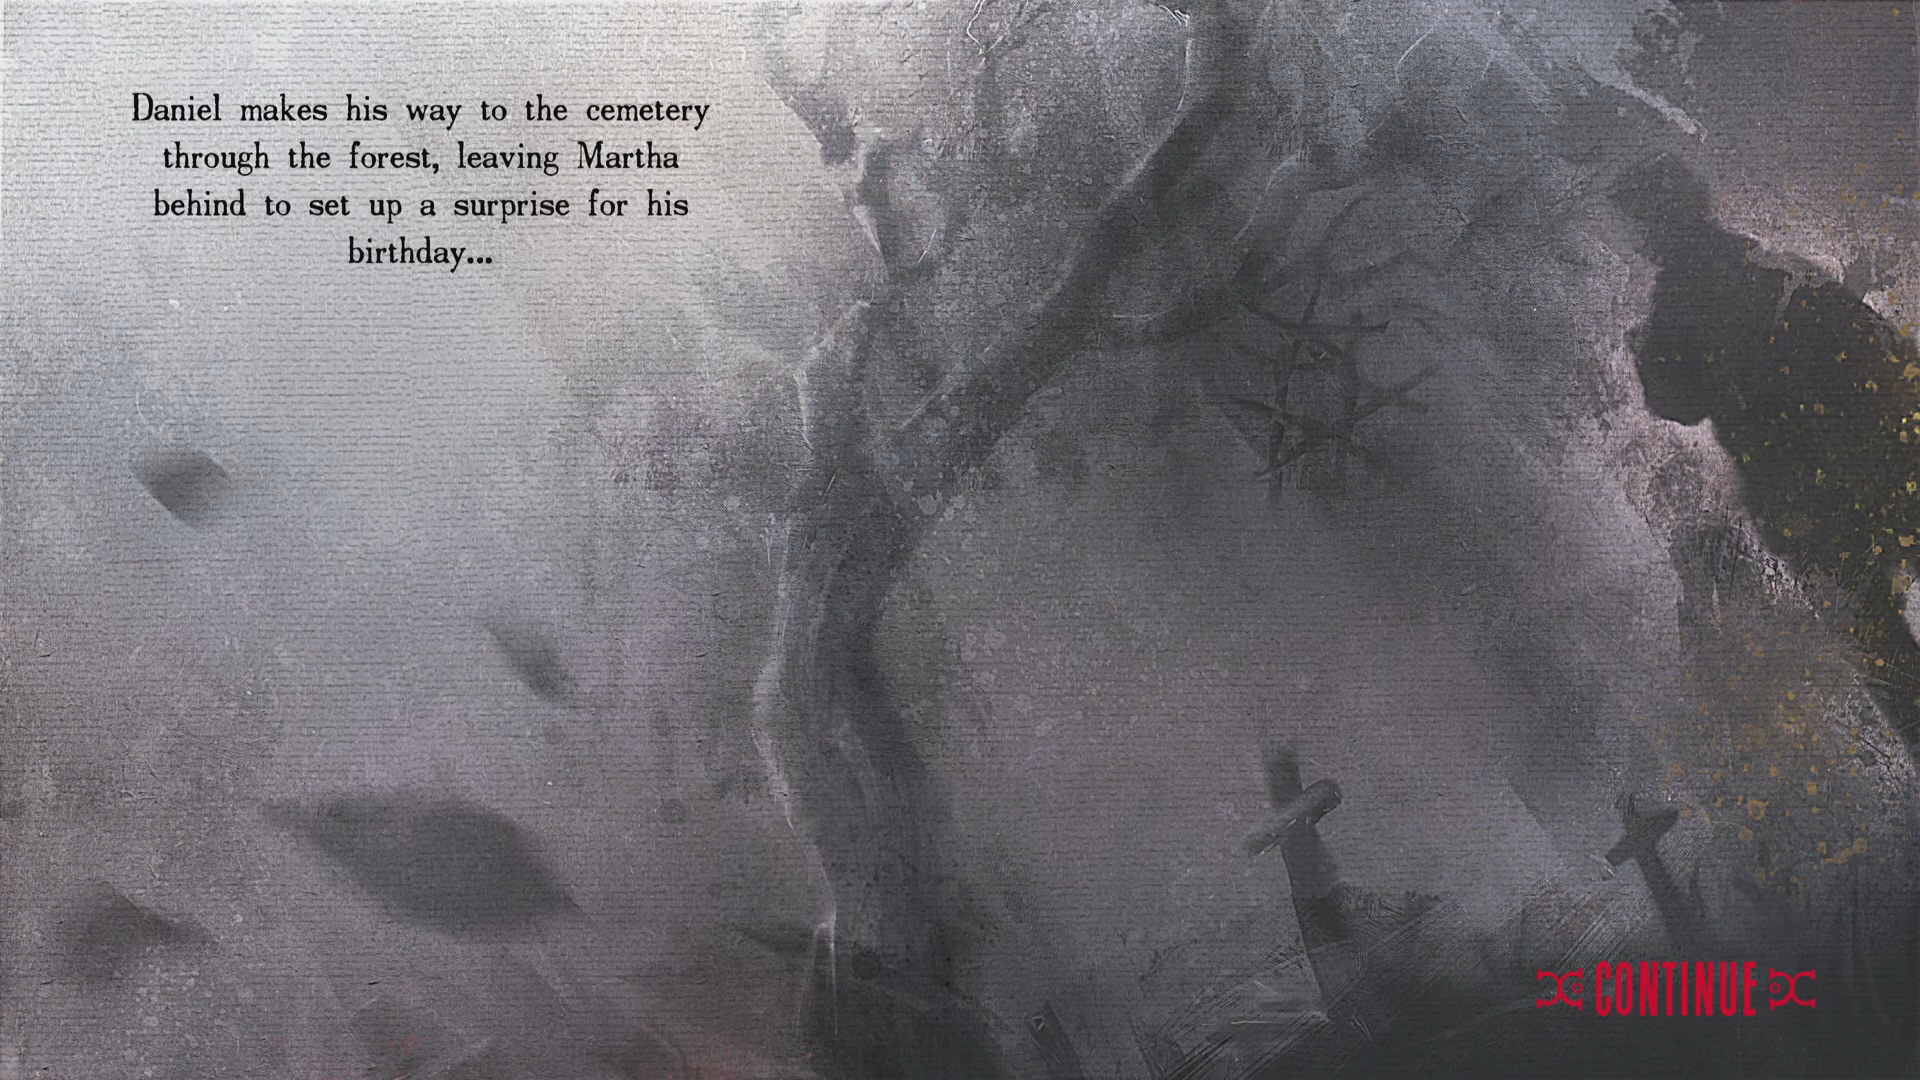 Daniel makes his way to the cemetery
through the forest, leaving Martha
behind to set up a surprise for his
birthday...
CONTINUE